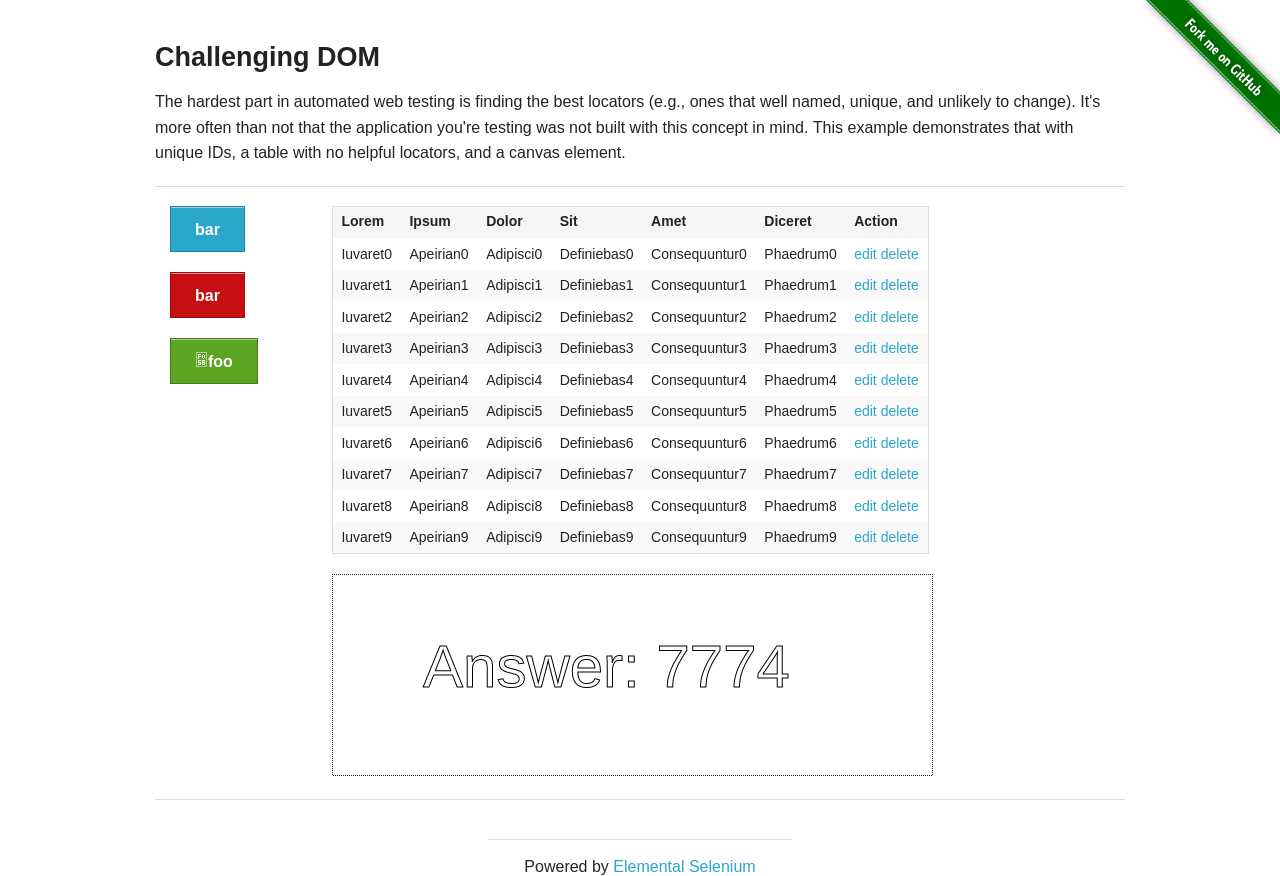 Fork me on GitHub
Challenging DOM
The hardest part in automated web testing is finding the best locators (e.g., ones that well named, unique, and unlikely to change). It's
more often than not that the application you're testing was not built with this concept in mind. This example demonstrates that with
unique IDs, a table with no helpful locators, and a canvas element.
bar
bar
foo
Lorem Ipsum Dolor Sit Amet Diceret Action
Iuvaret0 Apeirian0 Adipisci0 Definiebas0 Consequuntur0 Phaedrum0 edit delete
Iuvaret1 Apeirian1 Adipisci1 Definiebas1 Consequuntur1 Phaedrum1 edit delete
Iuvaret2 Apeirian2 Adipisci2 Definiebas2 Consequuntur2 Phaedrum2 edit delete
Iuvaret3 Apeirian3 Adipisci3 Definiebas3 Consequuntur3 Phaedrum3 edit delete
Iuvaret4 Apeirian4 Adipisci4 Definiebas4 Consequuntur4 Phaedrum4 edit delete
Iuvaret5 Apeirian5 Adipisci5 Definiebas5 Consequuntur5 Phaedrum5 edit delete
Iuvaret6 Apeirian6 Adipisci6 Definiebas6 Consequuntur6 Phaedrum6 edit delete
Iuvaret7 Apeirian7 Adipisci7 Definiebas7 Consequuntur7 Phaedrum7 edit delete
Iuvaret8 Apeirian8 Adipisci8 Definiebas8 Consequuntur8 Phaedrum8 edit delete
Iuvaret9 Apeirian9 Adipisci9 Definiebas9 Consequuntur9 Phaedrum9 edit delete
Answer: 7774
Powered by Elemental Selenium